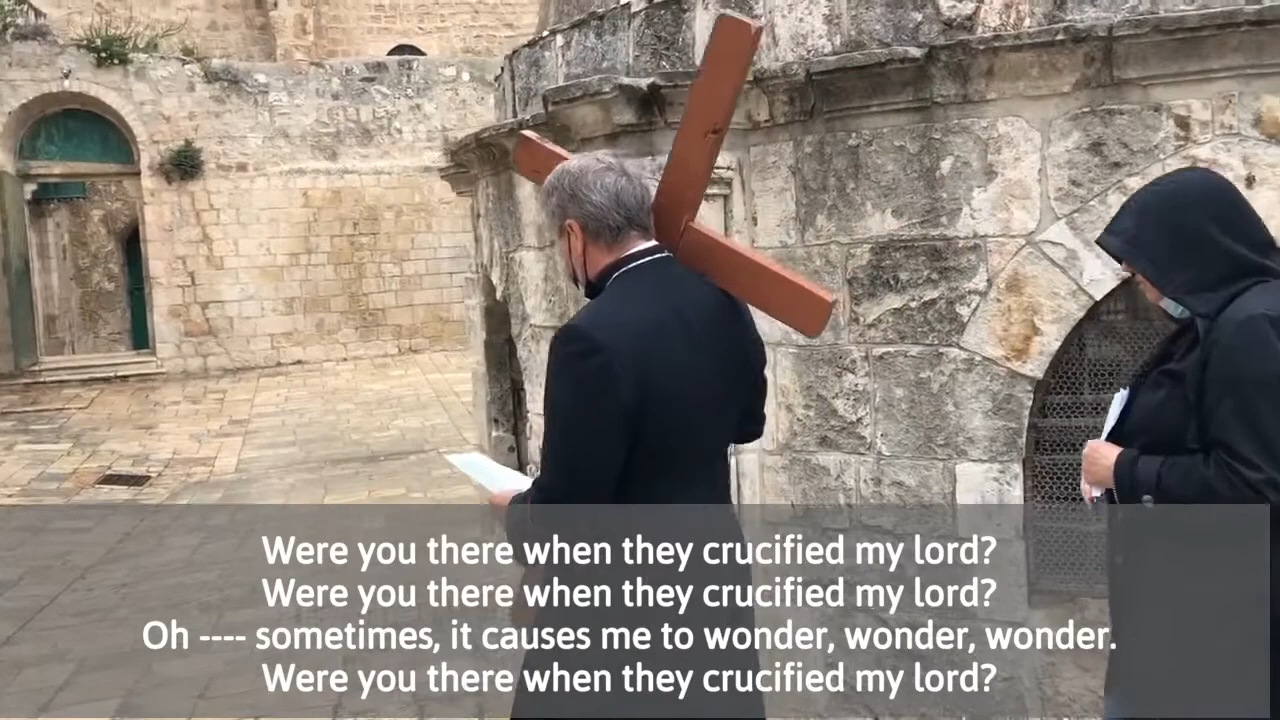 Were you there when they crucified my lord?
Were you there when they crucified my lord?
Oh ---- sometimes, it causes me to wonder, wonder, wonder.
Were you there when they crucified my lord?